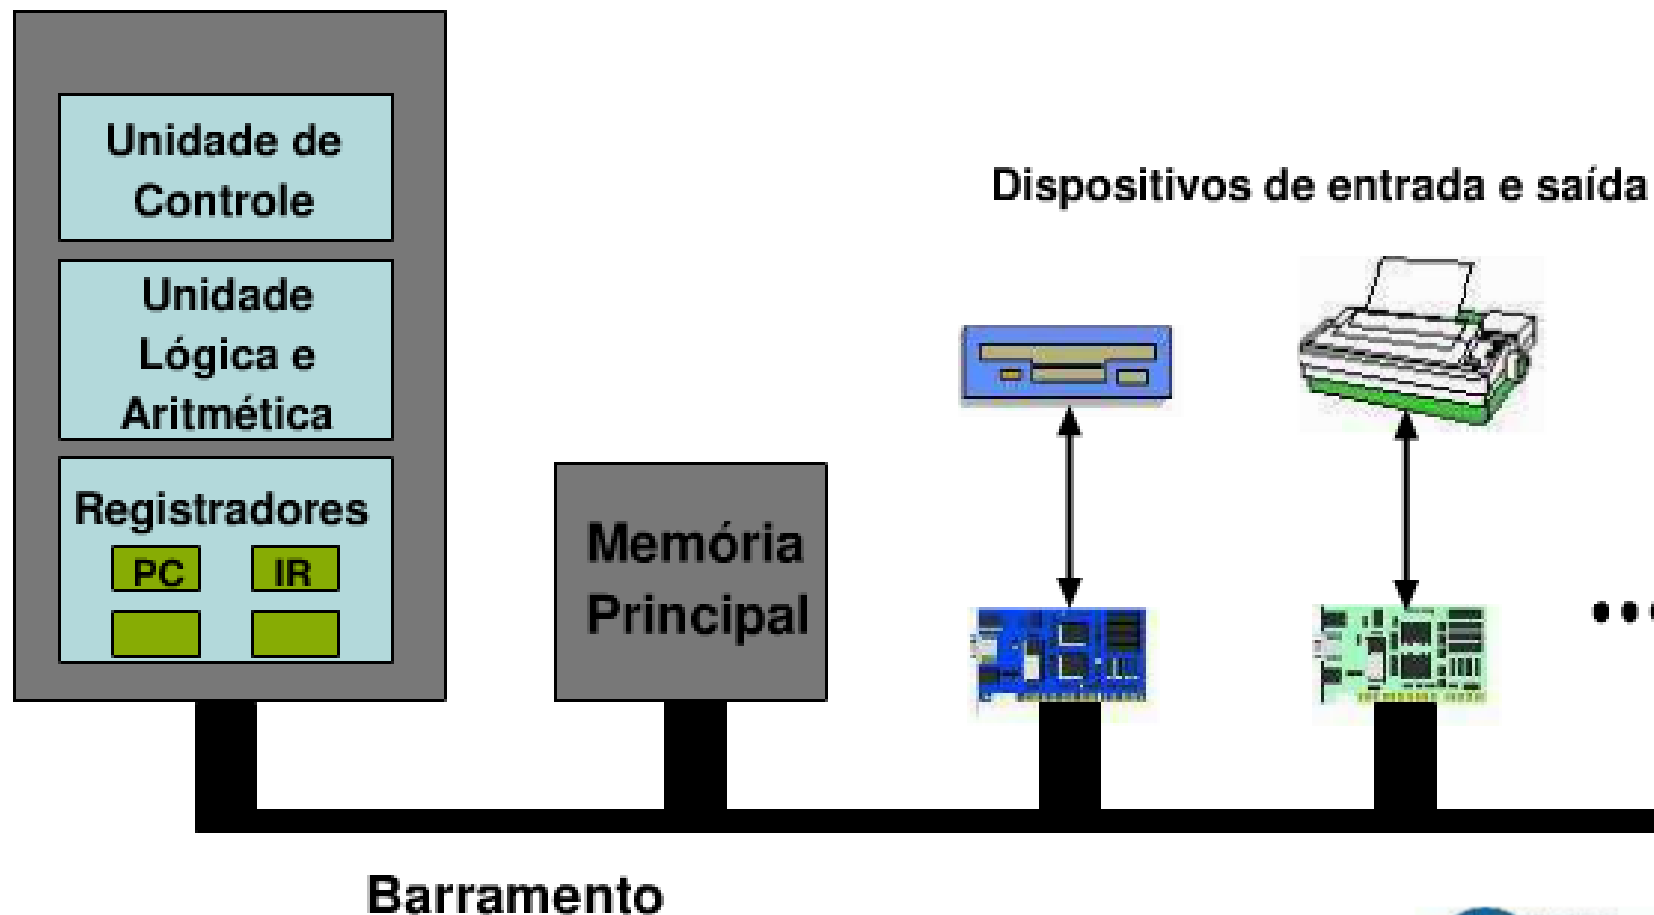 Unidade de
Controle
Unidade
Lógica e
Aritmética
Registradores
PC
IR
Memória
Principal
Dispositivos de entrada e saída
...
Barramento